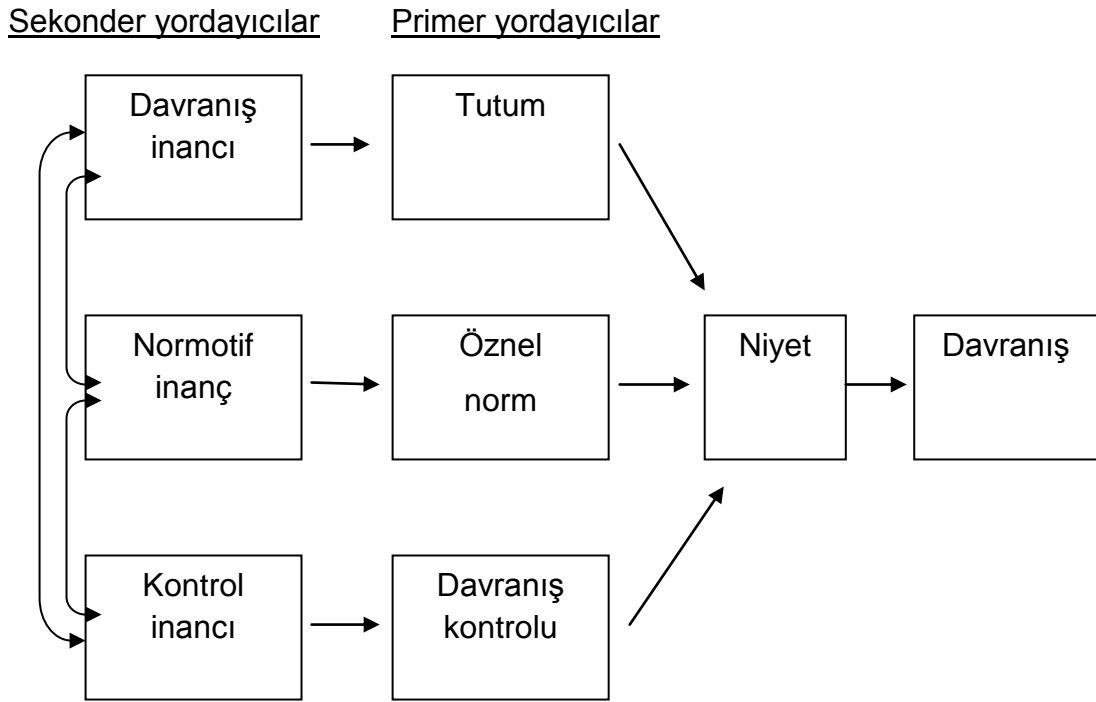 Sekonder yordayıcılar
Primer yordayıcılar
Davranış
inancı
Tutum
Normotif
inanç
Öznel
norm
Niyet
Davranış
Kontrol
inancı
Davranış
kontrolu